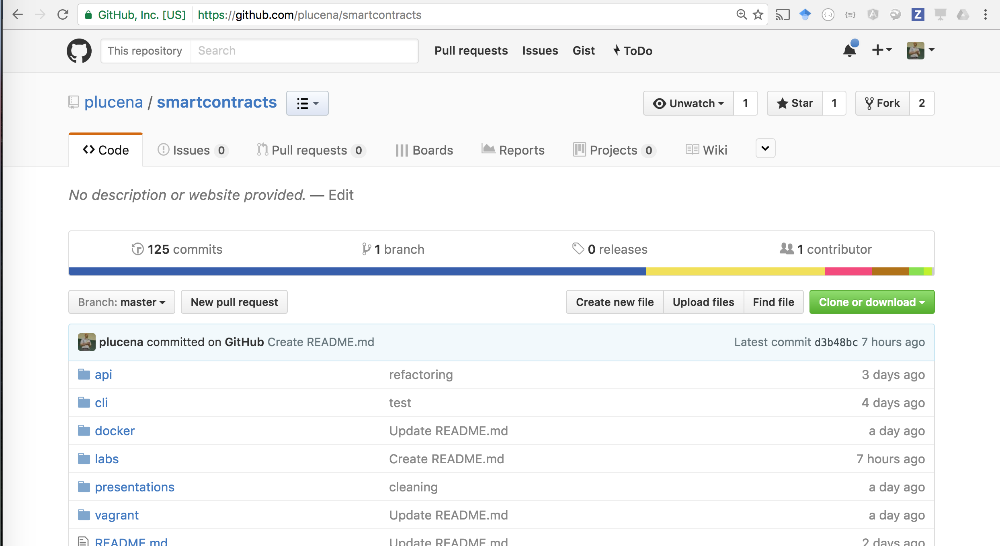 GitHub, Inc. [US] https://github.com/plucena/smartcontracts
This repository Search Pull requests Issues Gist ToDo
plucena / smartcontracts Unwatch 1 Star 1 Fork 2
Code Issues 0 Pull requests 0 Boards Reports Projects 0 Wiki
No description or website provided. — Edit
125 commits 1 branch 0 releases 1 contributor
Branch: master New pull request Create new file Upload files Find file Clone or download
plucena committed on GitHub Create README.md Latest commit d3b48bc 7 hours ago
api refactoring 3 days ago
cli test 4 days ago
docker Update README.md a day ago
labs Create README.md 7 hours ago
presentations cleaning a day ago
vagrant Update README.md a day ago
README.md Update README.md 2 days ago